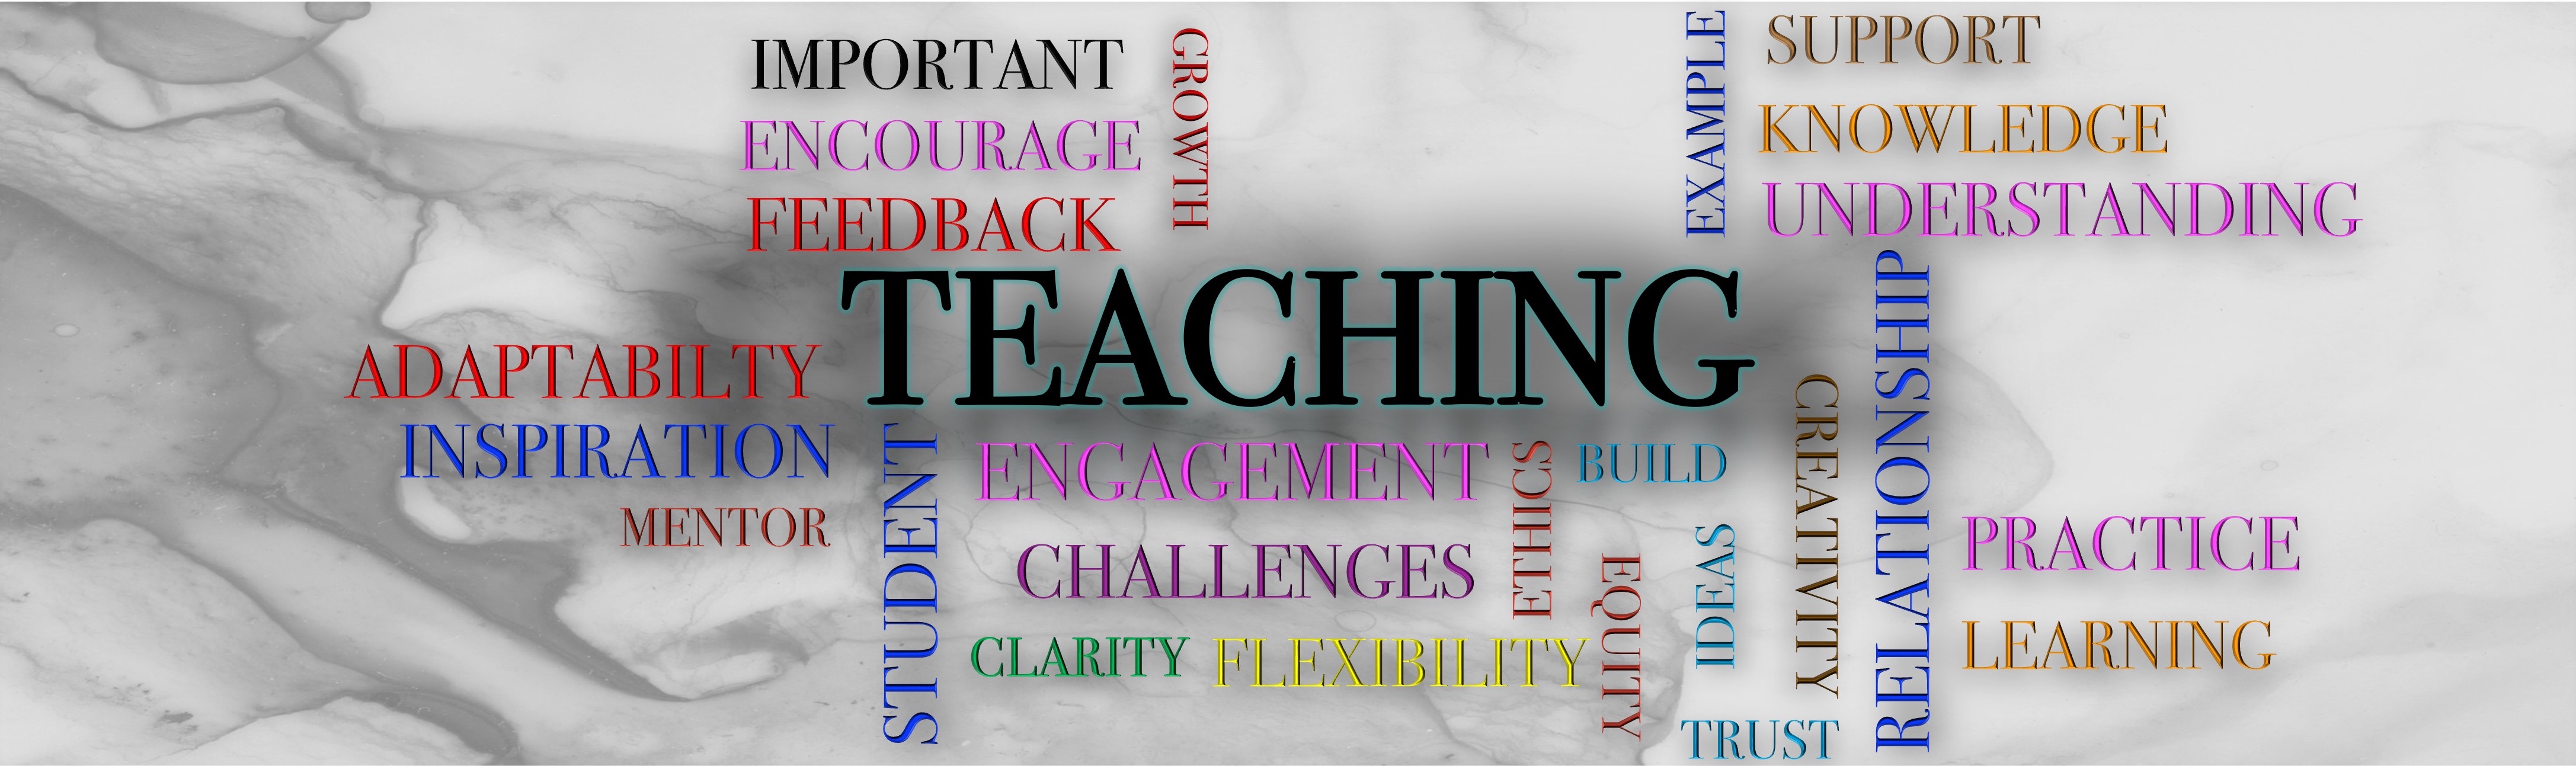 IMPORTANT
ENCOURAGE
FEEDBACK
GROWTH
EXAMPLE
SUPPORT
KNOWLEDGE
UNDERSTANDING
TEACHING
ADAPTABILTY
INSPIRATION
MENTOR
STUDENT
ENGAGEMENT
CHALLENGES
CLARITY
FLEXIBILITY
ETHICS
EQUITY
BUILD
IDEAS
TRUST
CREATIVITY
RELATIONSHIP
PRACTICE
LEARNING